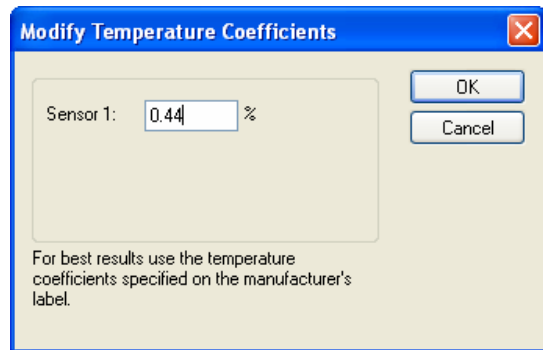 Modify Temperature Coefficients
Sensor 1: 0.44 %
OK
Cancel
For best results use the temperature
coefficients specified on the manufacturer's
label.